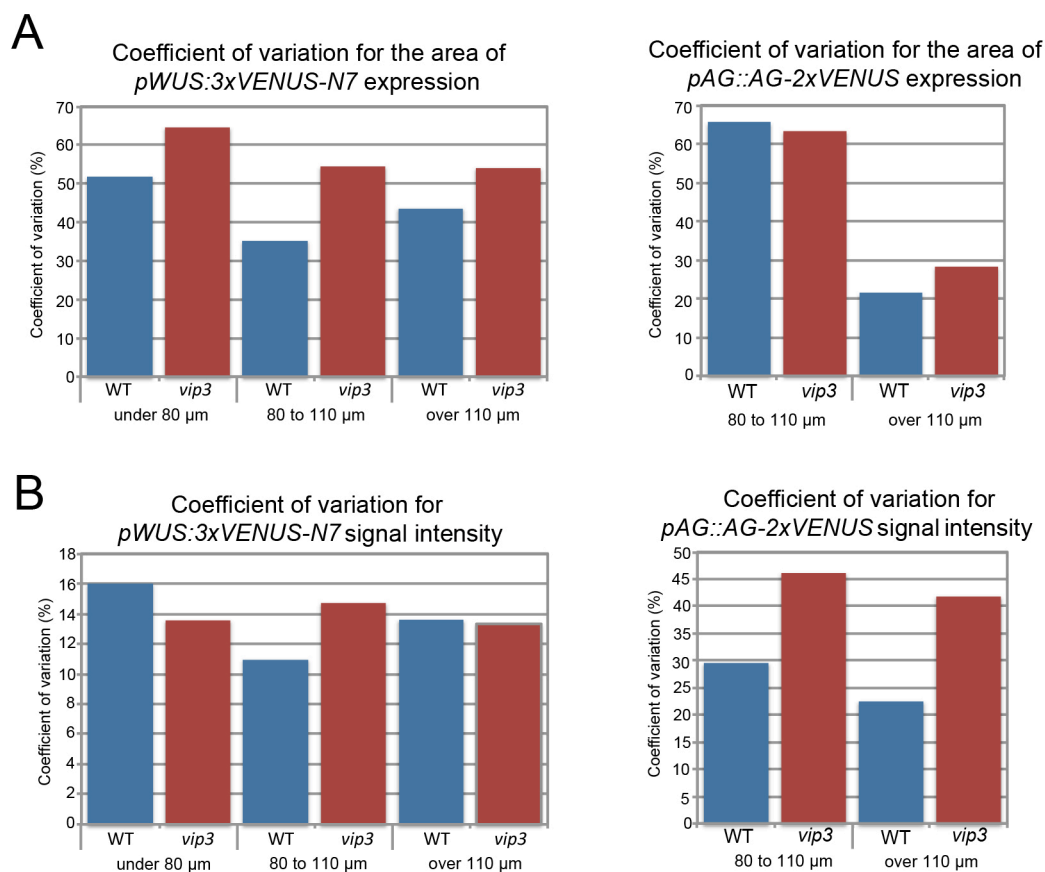 A
Coefficient of variation for the area of
pWUS:3xVENUS-N7 expression
Coefficient of variation (%)
70
60
50
40
30
20
10
0
WT vip3 WT vip3 WT vip3
under 80 µm 80 to 110 µm over 110 µm
Coefficient of variation for the area of
pAG::AG-2xVENUS expression
Coefficient of variation (%)
70
60
50
40
30
20
10
0
WT vip3 WT vip3
80 to 110 µm over 110 µm
B
Coefficient of variation for
pWUS:3xVENUS-N7 signal intensity
Coefficient of variation (%)
18
16
14
12
10
8
6
4
2
0
WT vip3 WT vip3 WT vip3
under 80 µm 80 to 110 µm over 110 µm
Coefficient of variation for
pAG::AG-2xVENUS signal intensity
Coefficient of variation (%)
50
45
40
35
30
25
20
15
10
5
0
WT vip3 WT vip3
80 to 110 µm over 110 µm